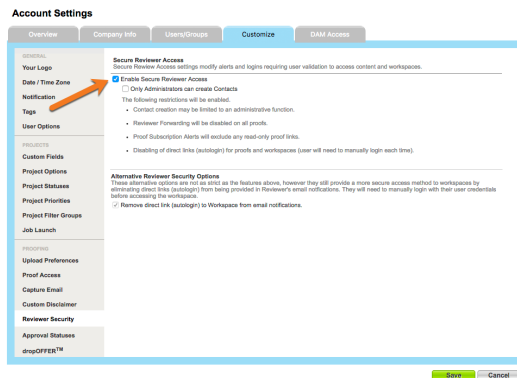 Account Settings
Overview
Company Info
Users/Groups
Customize
DAM Access
GENERAL
Your Logo
Date / Time Zone
Notification
Tags
User Options
PROJECTS
Custom Fields
Project Options
Project Statuses
Project Priorities
Project Filter Groups
Job Launch
PROOFING
Upload Preferences
Proof Access
Capture Email
Custom Disclaimer
Reviewer Security
Approval Statuses
dropOFFER™
Secure Reviewer Access
Secure Review Access settings modify alerts and logins requiring user validation to access content and workspaces.
Enable Secure Reviewer Access
Only Administrators can create Contacts
The following restrictions will be enabled.
• Contact creation may be limited to an administrative function.
• Reviewer Forwarding will be disabled on all proofs.
• Proof Subscription Alerts will exclude any read-only proof links.
• Disabling of direct links (autologin) for proofs and workspaces (user will need to manually login each time).
Alternative Reviewer Security Options
These alternative options are not as strict as the features above, however they still provide a more secure access method to workspaces by
eliminating direct links (autologin) from being provided in Reviewer's email notifications. They will need to manually login with their user credentials
before accessing the workspace.
Remove direct link (autologin) to Workspace from email notifications.
Save
Cancel